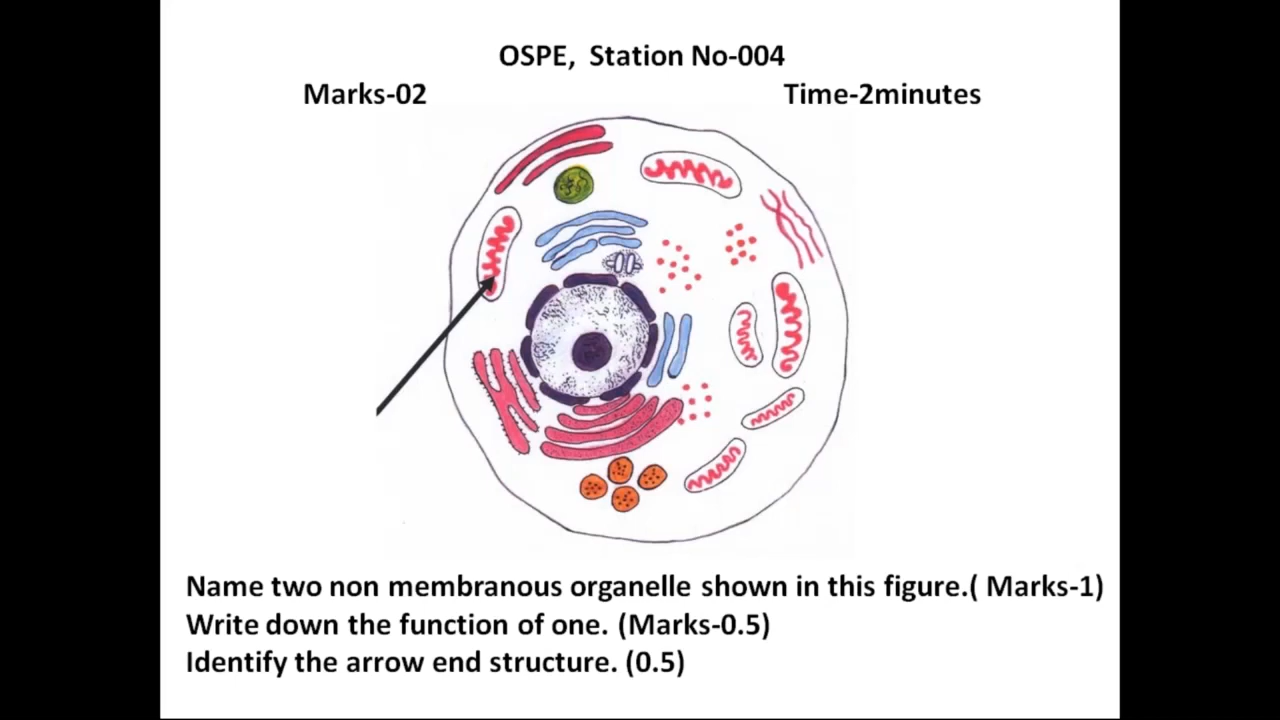 OSPE,  Station No-004
Marks-02    Time-2minutes
Name two non membranous organelle shown in this figure.( Marks-1)
Write down the function of one. (Marks-0.5)
Identify the arrow end structure. (0.5)